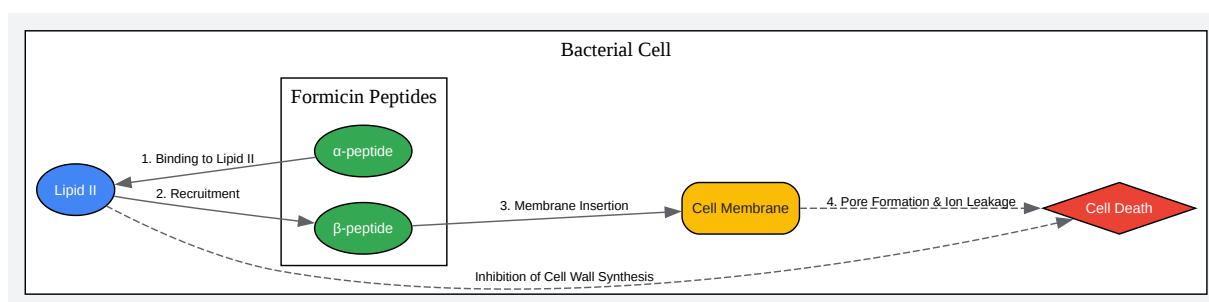 Bacterial Cell
Formicin Peptides
α-peptide
1. Binding to Lipid II
Lipid II
2. Recruitment
β-peptide
3. Membrane Insertion
Cell Membrane
4. Pore Formation & Ion Leakage
Cell Death
Inhibition of Cell Wall Synthesis